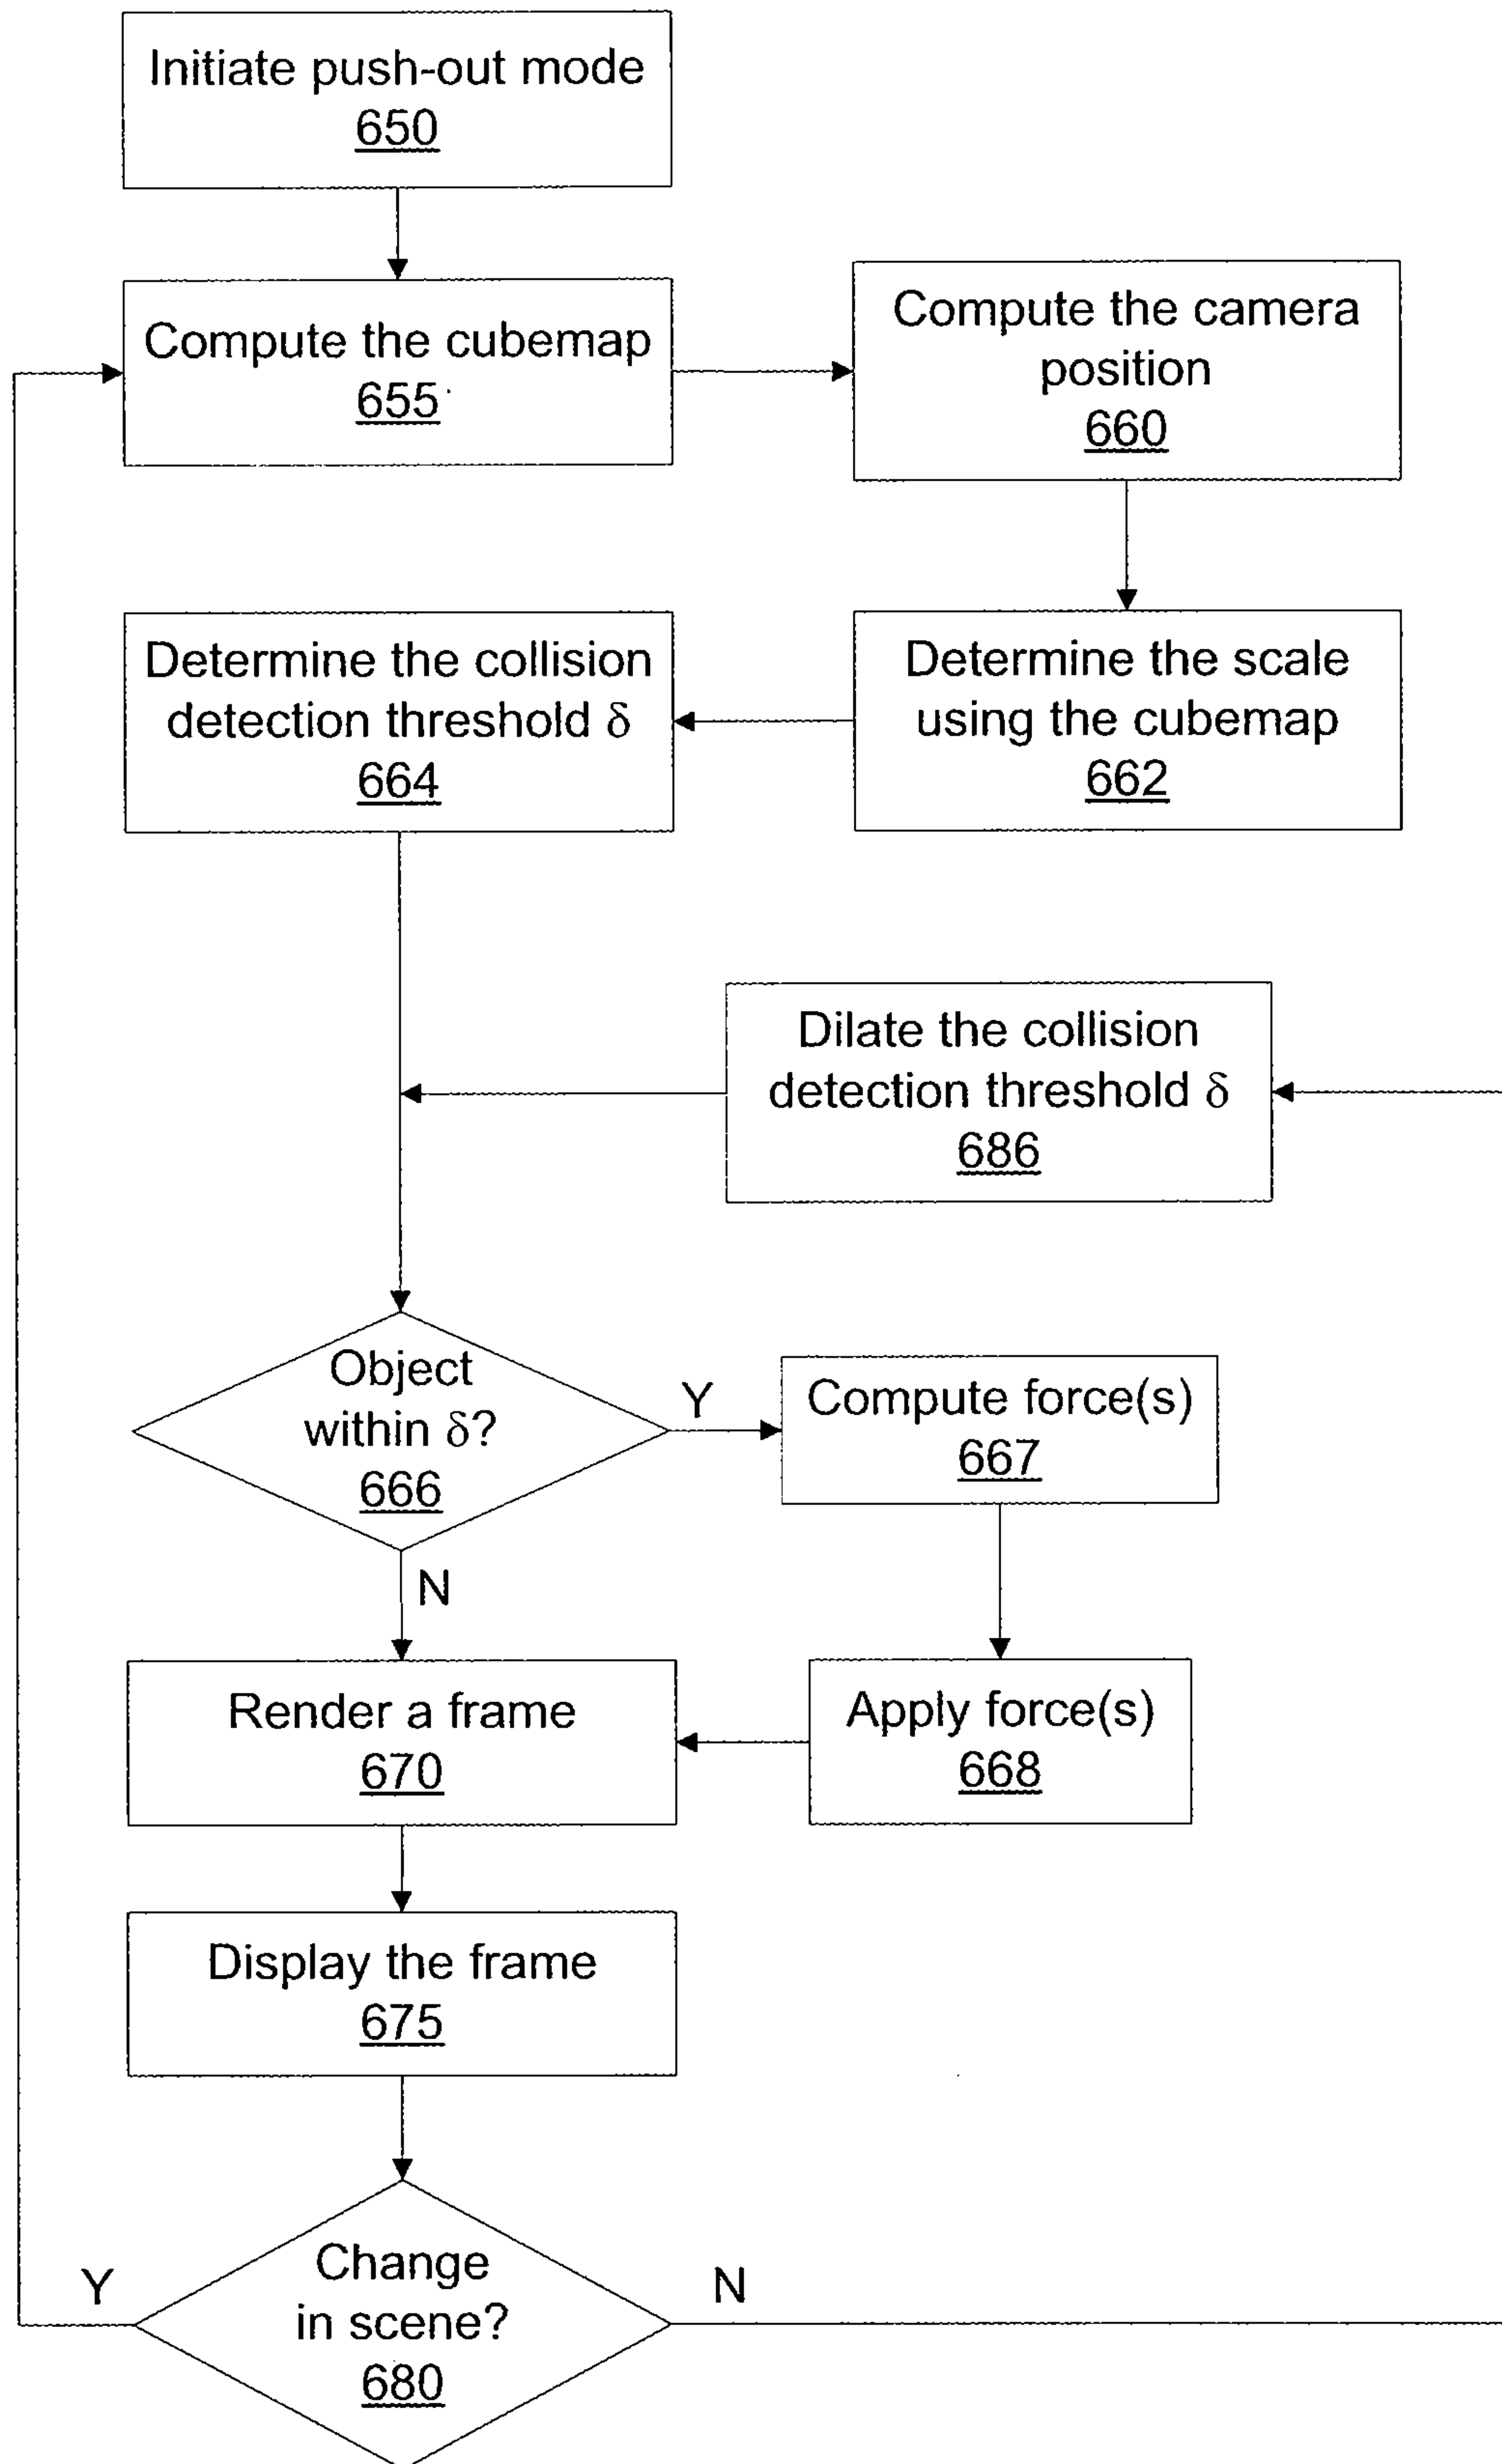 Initiate push-out mode
650
Compute the cubemap
655
Compute the camera
position
660
Determine the collision
detection threshold δ
664
Determine the scale
using the cubemap
662
Dilate the collision
detection threshold δ
686
Object
within δ?
666
Y
Compute force(s)
667
N
Render a frame
670
Apply force(s)
668
Display the frame
675
Y
Change
in scene?
680
N